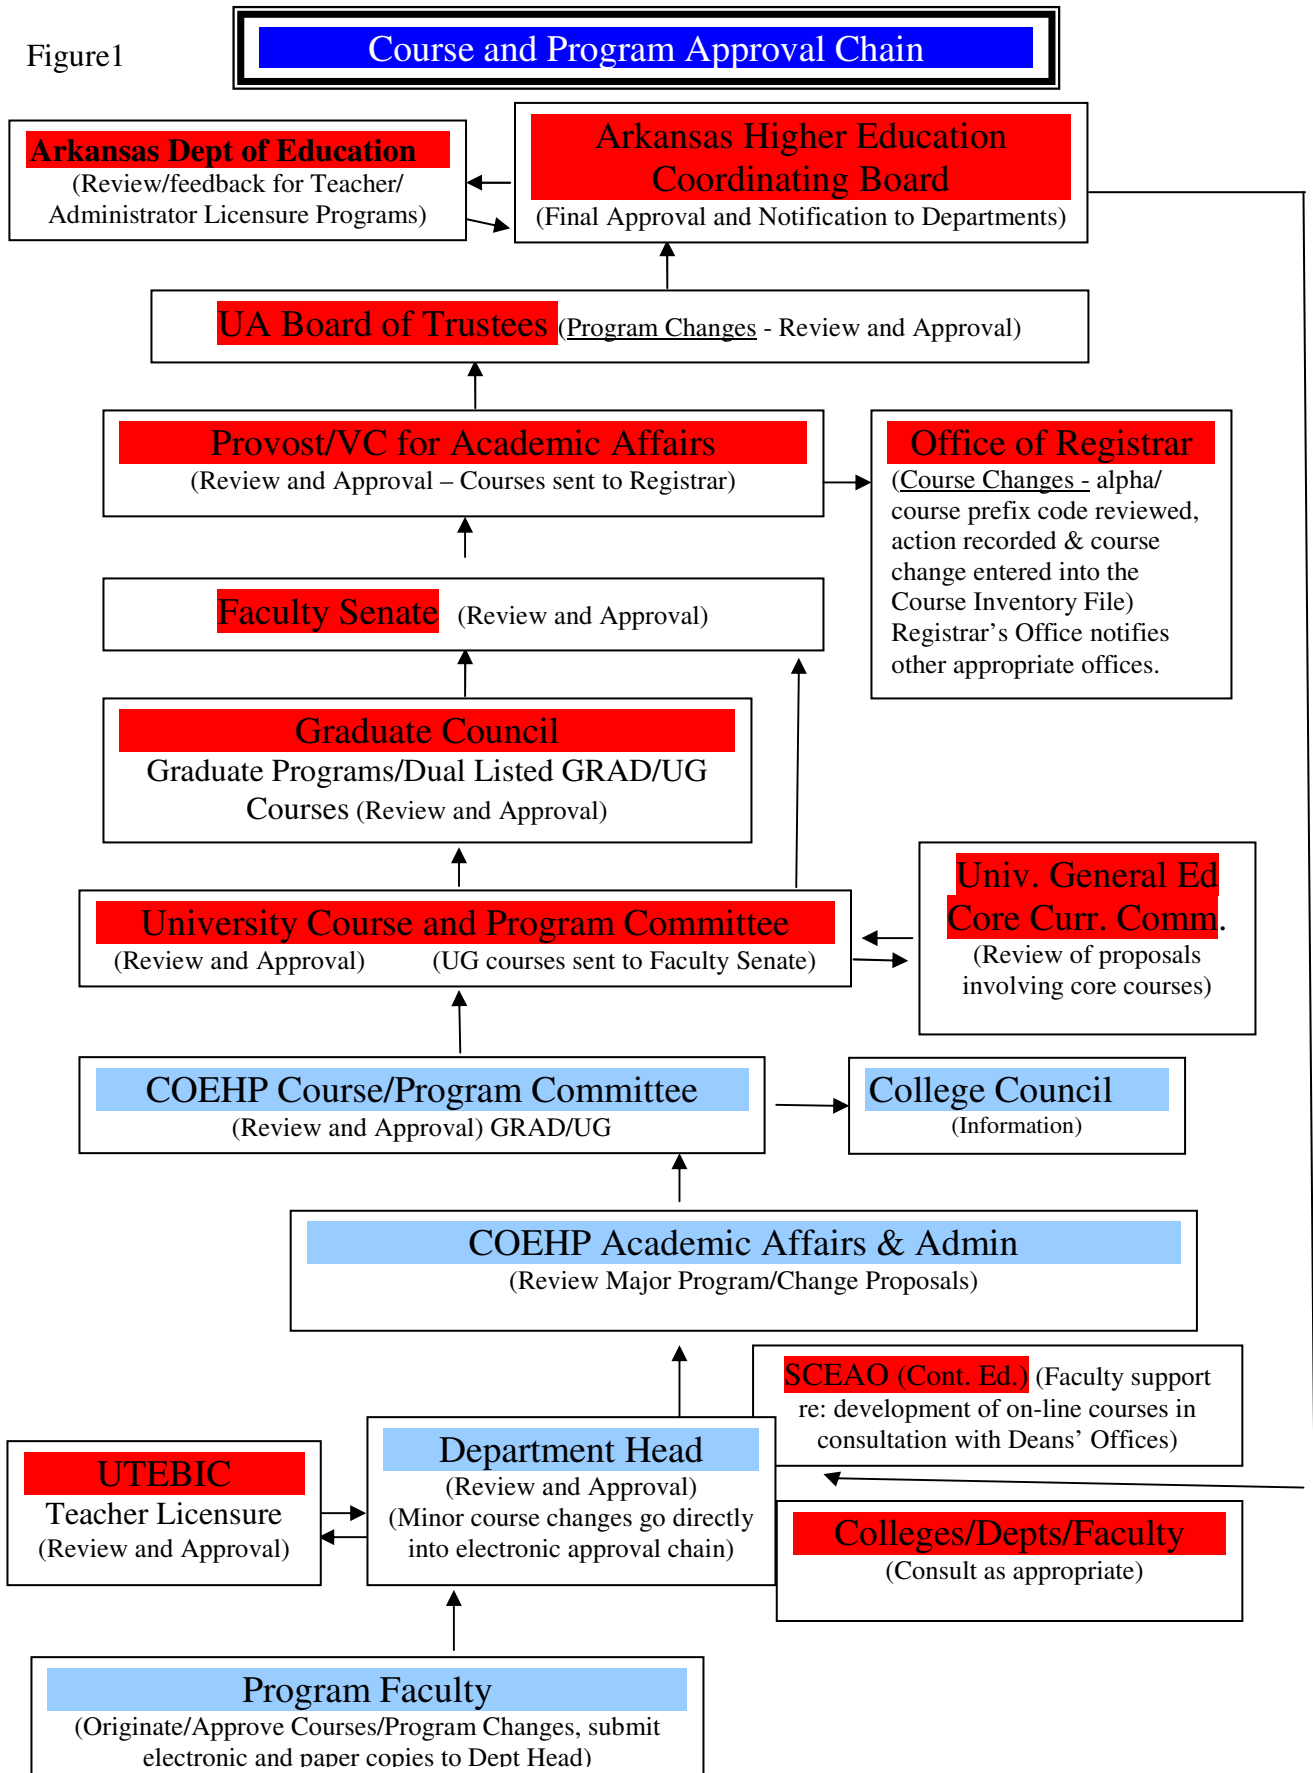 Figure1
Course and Program Approval Chain
Arkansas Dept of Education
(Review/feedback for Teacher/
Administrator Licensure Programs)
Arkansas Higher Education
Coordinating Board
(Final Approval and Notification to Departments)
UA Board of Trustees (Program Changes - Review and Approval)
Provost/VC for Academic Affairs
(Review and Approval – Courses sent to Registrar)
Office of Registrar
(Course Changes - alpha/
course prefix code reviewed,
action recorded & course
change entered into the
Course Inventory File)
Registrar’s Office notifies
other appropriate offices.
Faculty Senate (Review and Approval)
Graduate Council
Graduate Programs/Dual Listed GRAD/UG
Courses (Review and Approval)
University Course and Program Committee
(Review and Approval) (UG courses sent to Faculty Senate)
Univ. General Ed
Core Curr. Comm.
(Review of proposals
involving core courses)
COEHP Course/Program Committee
(Review and Approval) GRAD/UG
College Council
(Information)
COEHP Academic Affairs & Admin
(Review Major Program/Change Proposals)
SCEAO (Cont. Ed.) (Faculty support
re: development of on-line courses in
consultation with Deans’ Offices)
Department Head
(Review and Approval)
(Minor course changes go directly
into electronic approval chain)
UTEBIC
Teacher Licensure
(Review and Approval)
Colleges/Depts/Faculty
(Consult as appropriate)
Program Faculty
(Originate/Approve Courses/Program Changes, submit
electronic and paper copies to Dept Head)